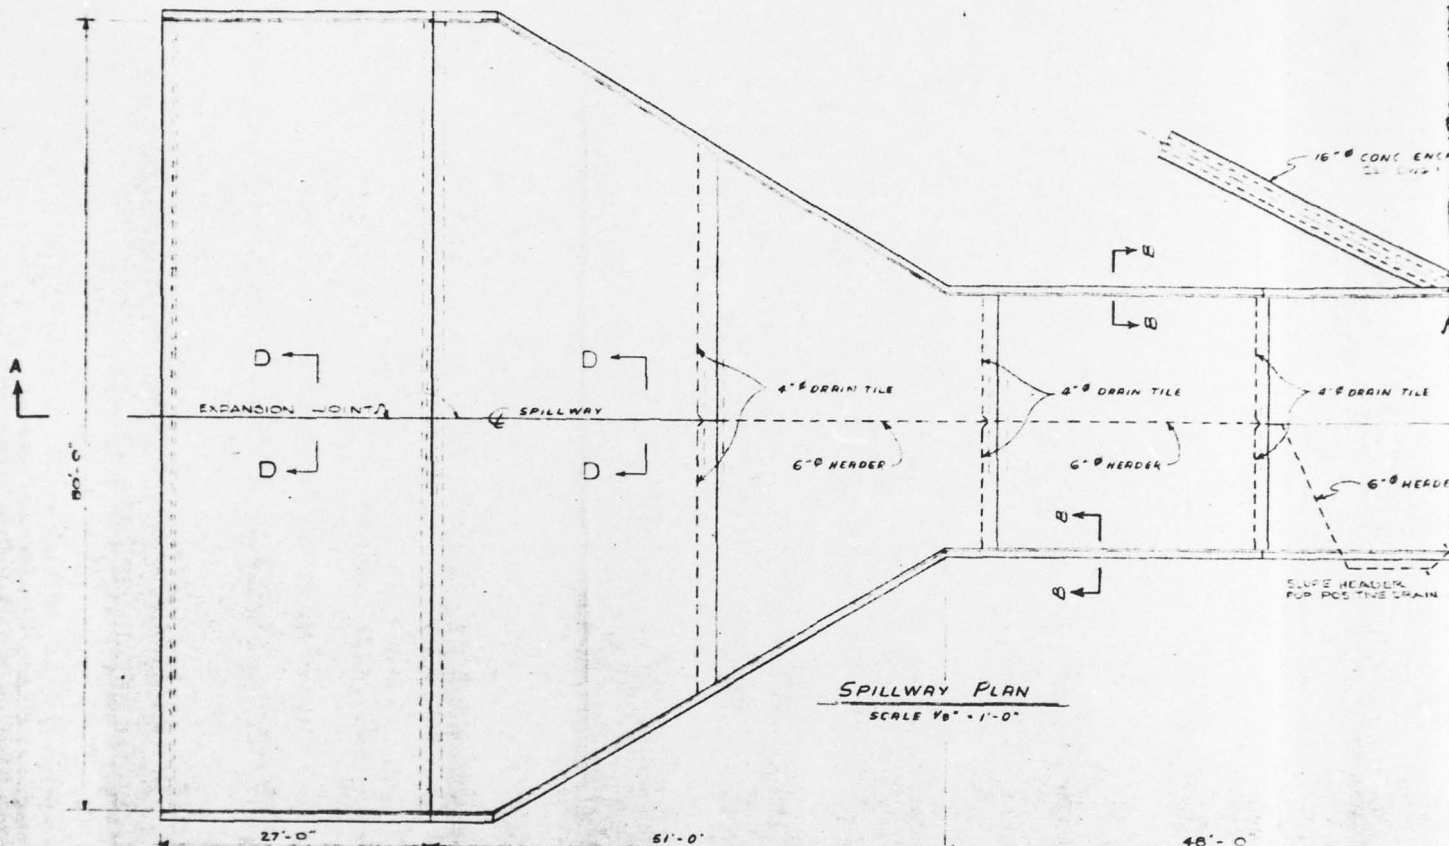 16"ø CONC ENC
B
B
A
D
D
4"ø DRAIN TILE
4"ø DRAIN TILE
4"ø DRAIN TILE
EXPANSION JOINTS
℄ SPILLWAY
80'-0"
D
D
6"ø HEADER
6"ø HEADER
6"ø HEADE
B
B
SLOPE HEADER
FOR POSITIVE DRAIN
SPILLWAY PLAN
SCALE 1/8" = 1'-0"
27'-0"
51'-0"
48'-0"